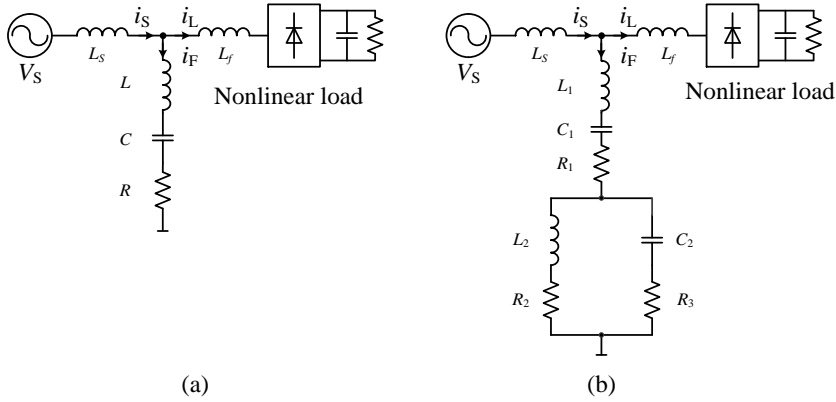 i_S i_L
V_S L_S i_F L_f
L Nonlinear load
C
R
(a)
i_S i_L
V_S L_S i_F L_f
L_1 Nonlinear load
C_1
R_1
L_2 C_2
R_2 R_3
(b)